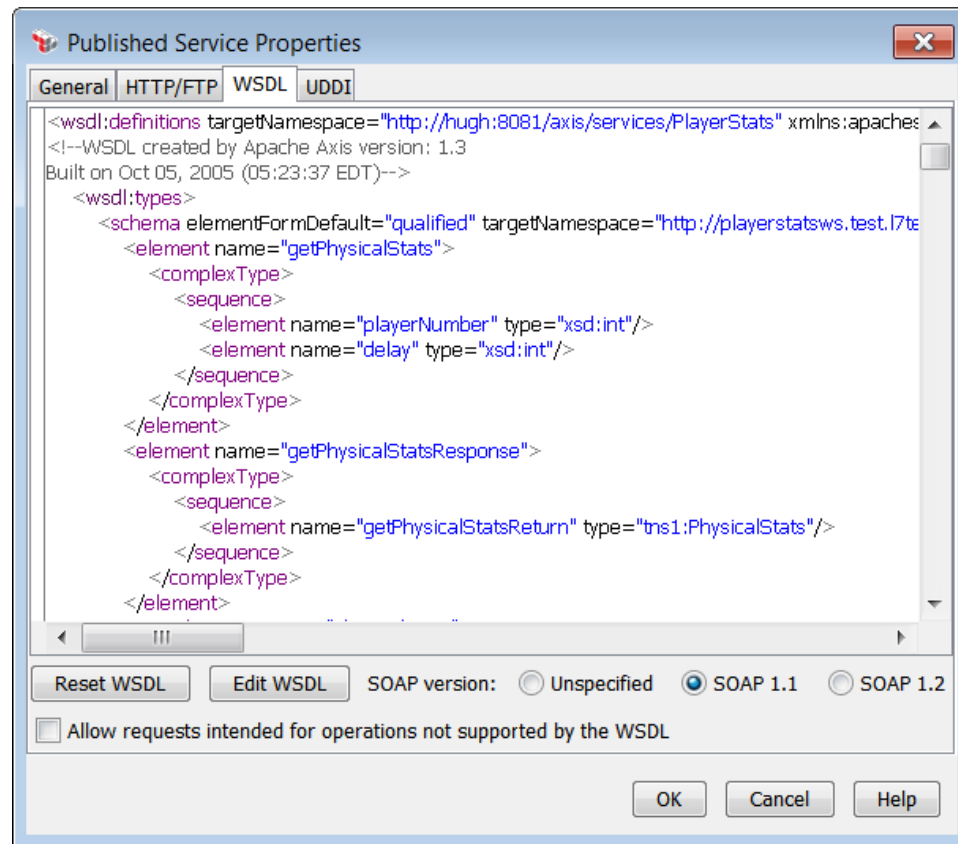 Published Service Properties
General HTTP/FTP WSDL UDDI
<wsdl:definitions targetNamespace="http://hugh:8081/axis/services/PlayerStats" xmlns:apaches
<!--WSDL created by Apache Axis version: 1.3
Built on Oct 05, 2005 (05:23:37 EDT)-->
<wsdl:types>
<schema elementFormDefault="qualified" targetNamespace="http://playerstatsws.test.l7te
<element name="getPhysicalStats">
<complexType>
<sequence>
<element name="playerNumber" type="xsd:int"/>
<element name="delay" type="xsd:int"/>
</sequence>
</complexType>
</element>
<element name="getPhysicalStatsResponse">
<complexType>
<sequence>
<element name="getPhysicalStatsReturn" type="tns1:PhysicalStats"/>
</sequence>
</complexType>
</element>
Reset WSDL Edit WSDL SOAP version: Unspecified SOAP 1.1 SOAP 1.2
Allow requests intended for operations not supported by the WSDL
OK Cancel Help